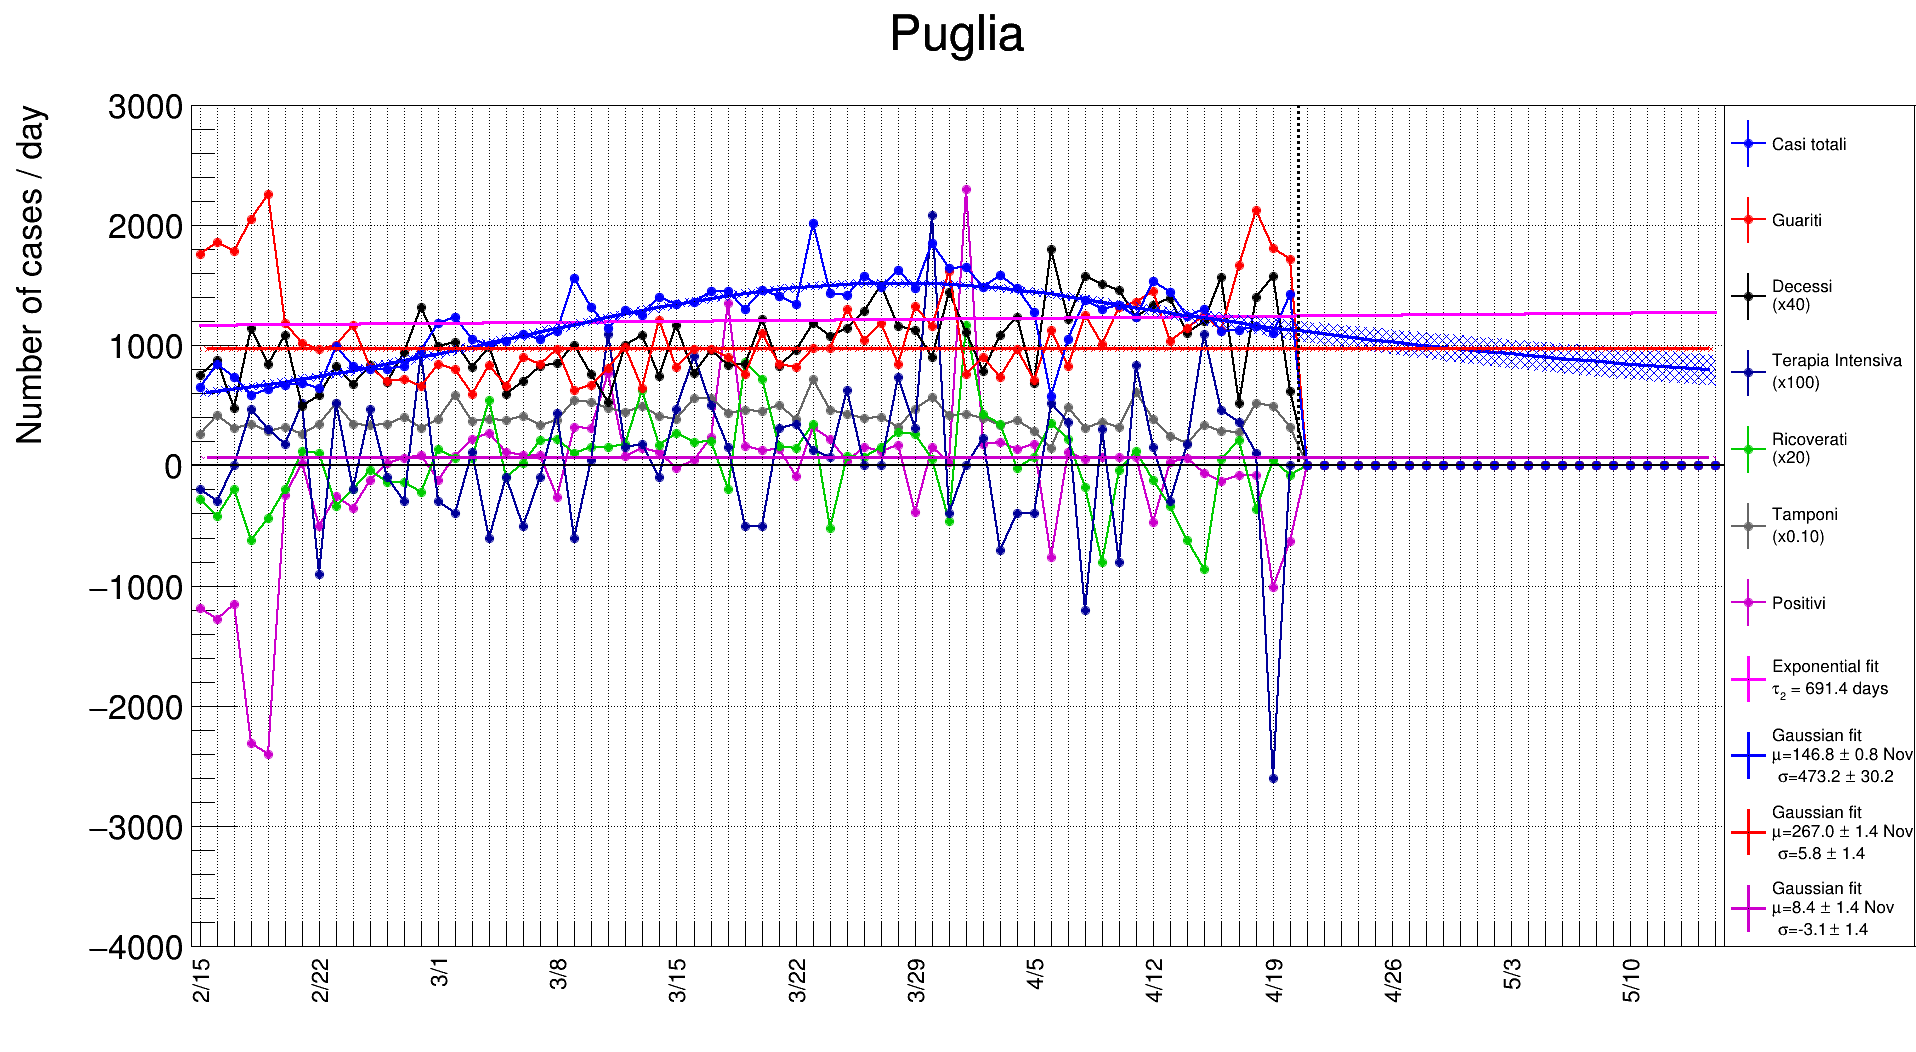 Puglia
Number of cases / day
3000
2000
1000
0
−1000
−2000
−3000
−4000
2/15
2/22
3/1
3/8
3/15
3/22
3/29
4/5
4/12
4/19
4/26
5/3
5/10
Casi totali
Guariti
Decessi
(x40)
Terapia Intensiva
(x100)
Ricoverati
(x20)
Tamponi
(x0.10)
Positivi
Exponential fit
τ2 = 691.4 days
Gaussian fit
μ=146.8 ± 0.8 Nov
σ=473.2 ± 30.2
Gaussian fit
μ=267.0 ± 1.4 Nov
σ=5.8 ± 1.4
Gaussian fit
μ=8.4 ± 1.4 Nov
σ=-3.1 ± 1.4